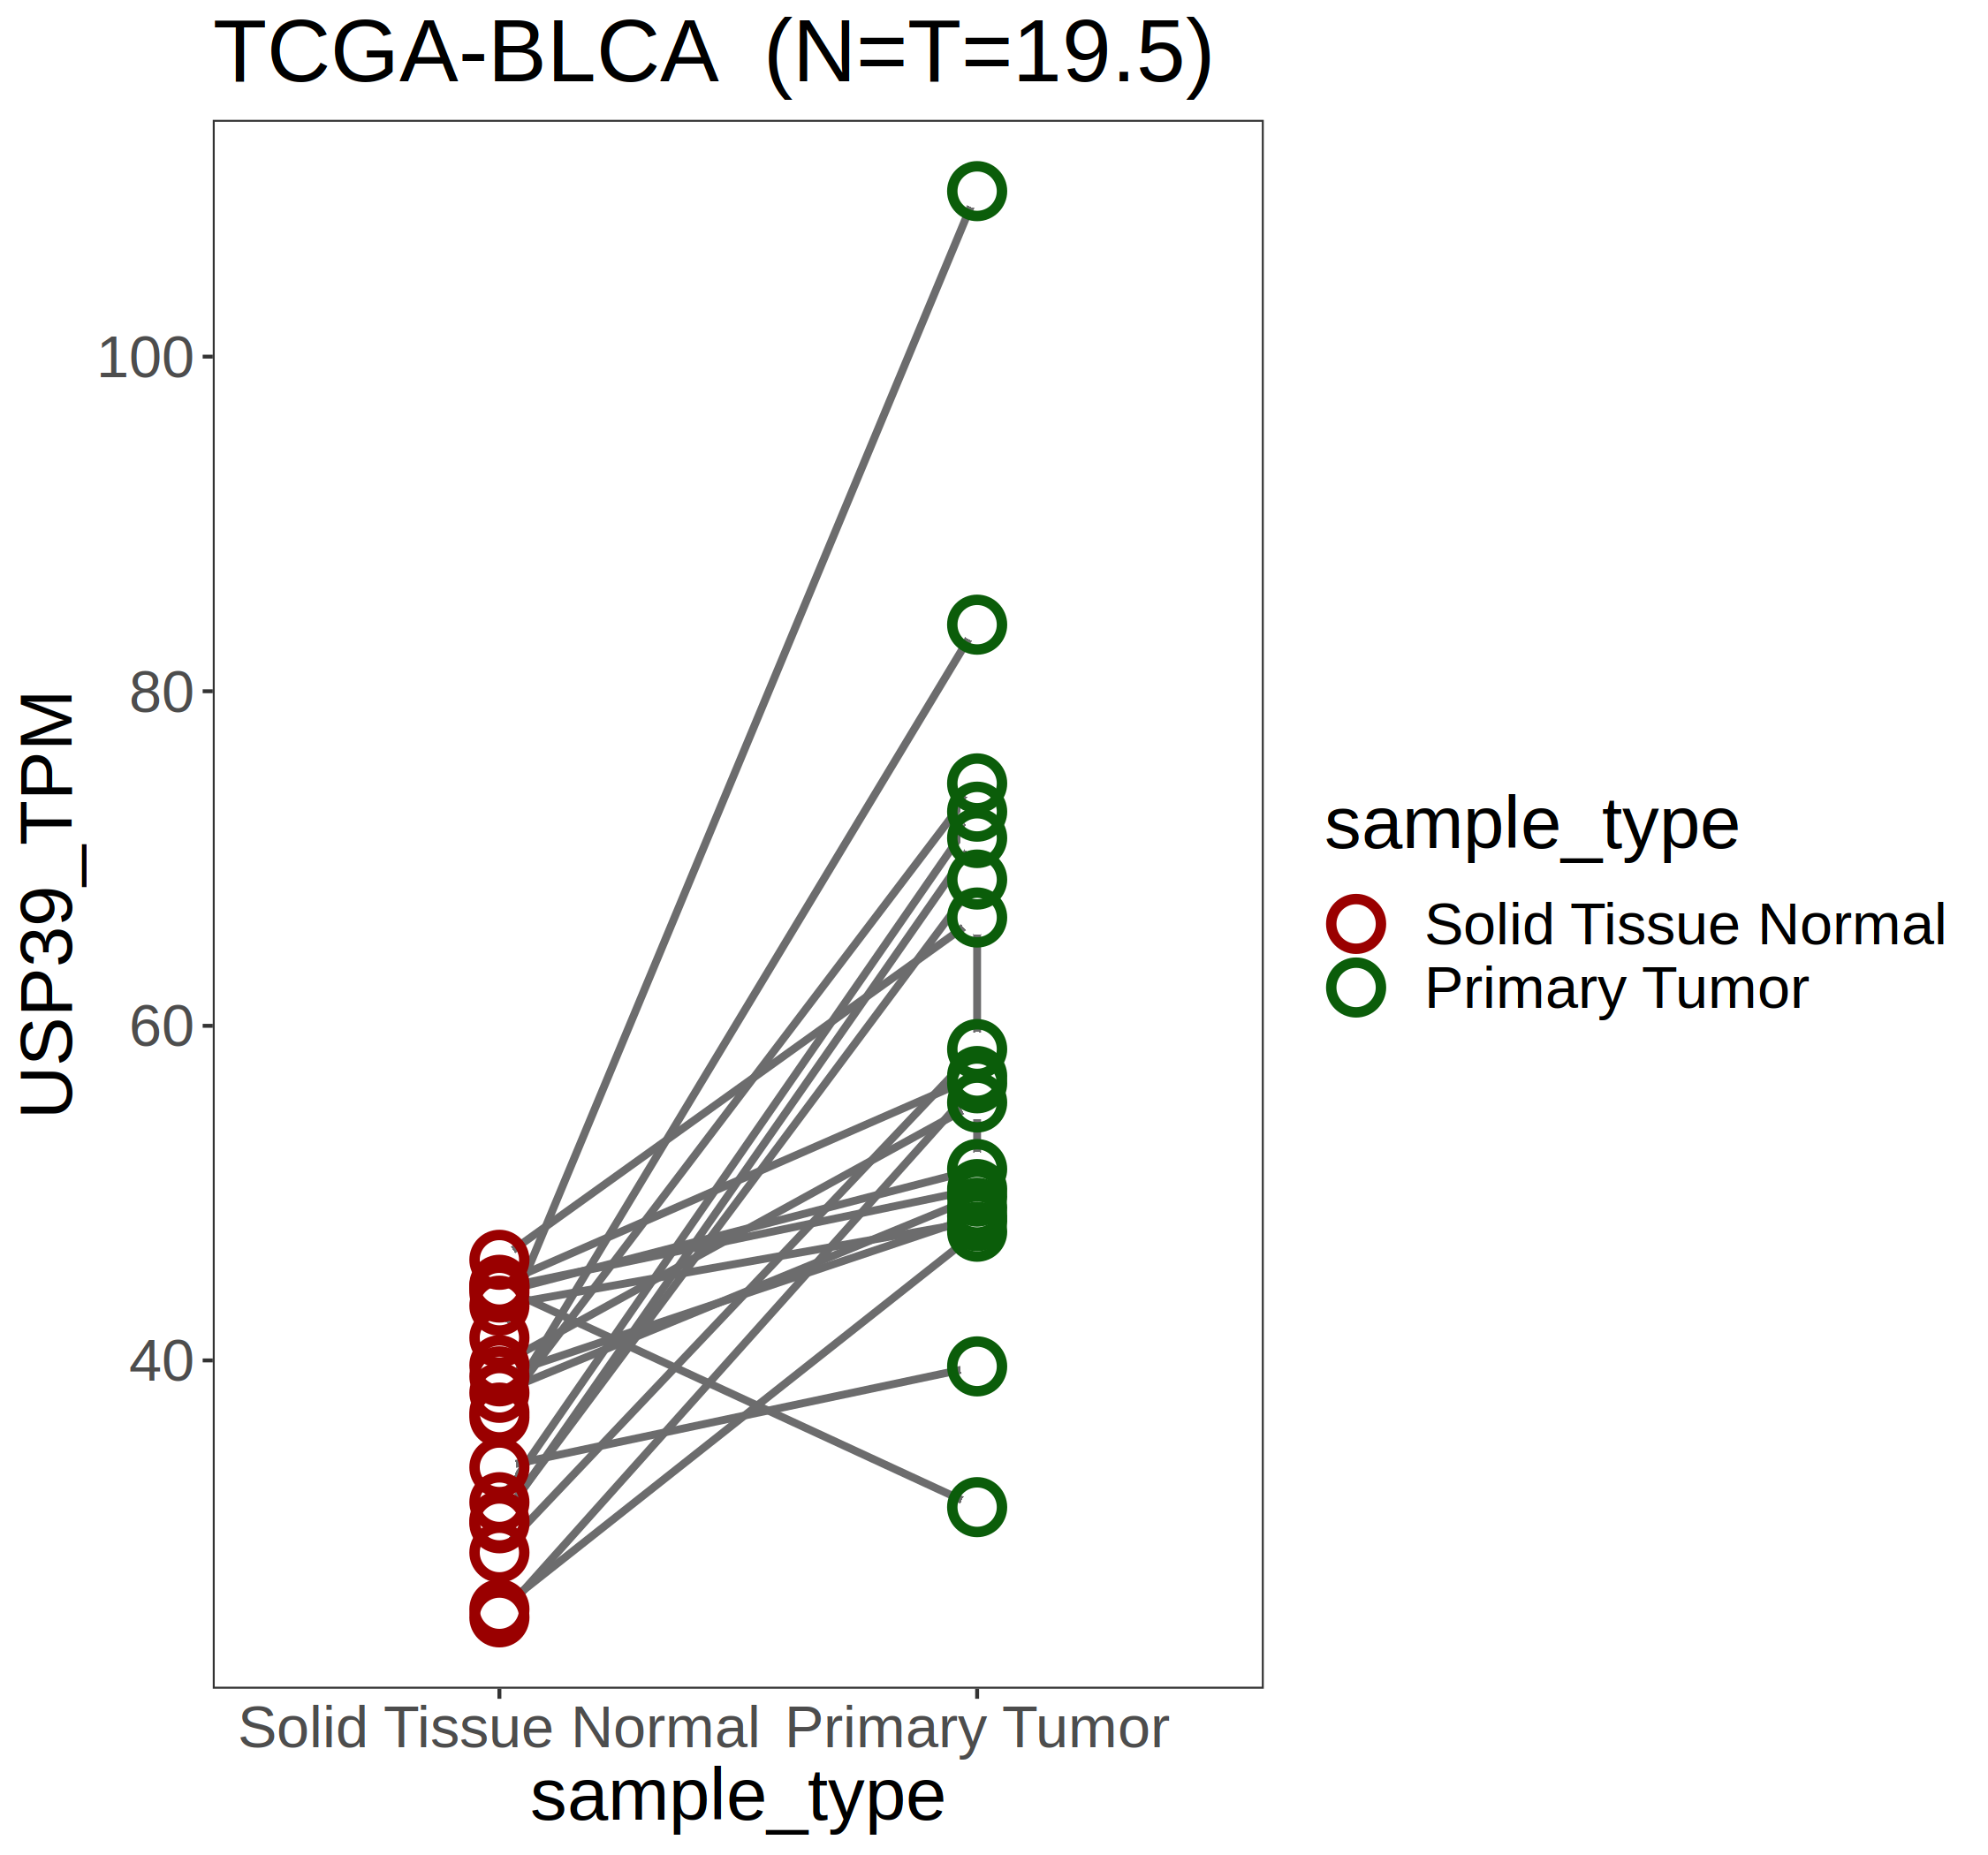 TCGA-BLCA  (N=T=19.5)
USP39_TPM
100
80
60
40
Solid Tissue Normal
Primary Tumor
sample_type
sample_type
Solid Tissue Normal
Primary Tumor